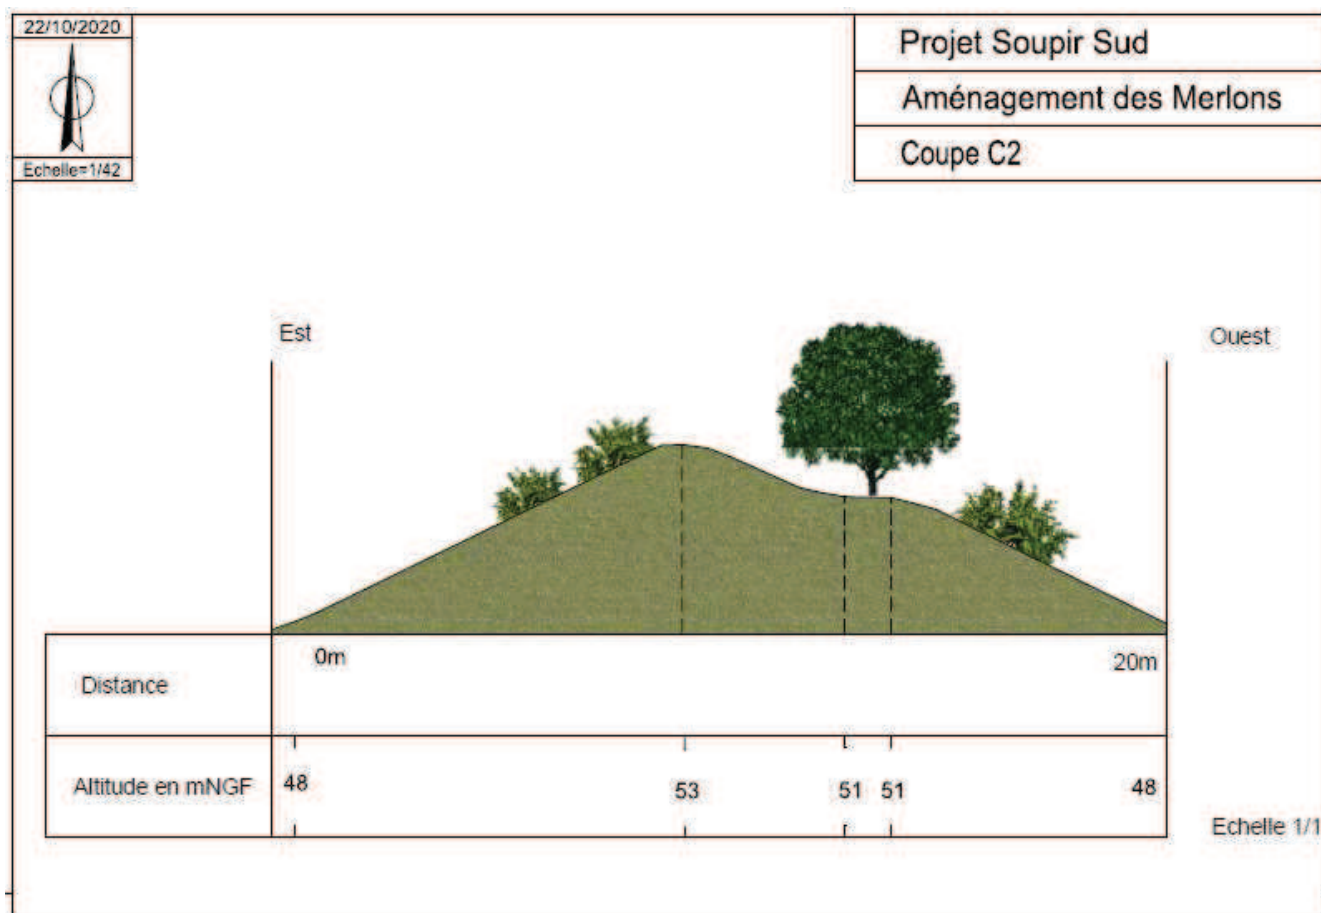 22/10/2020
Echelle=1/42
Projet Soupir Sud
Aménagement des Merlons
Coupe C2
Est
Ouest
0m
20m
Distance
Altitude en mNGF
48
53
51
51
48
Echelle 1/1